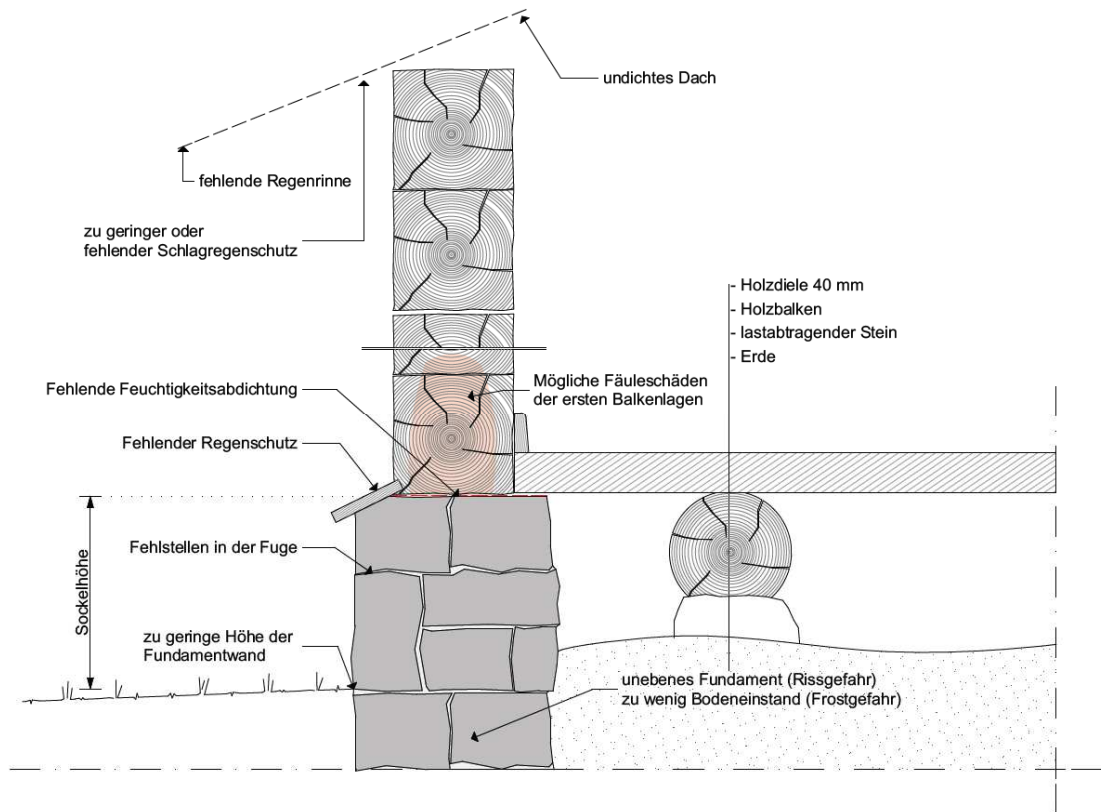 undichtes Dach
fehlende Regenrinne
zu geringer oder
fehlender Schlagregenschutz
- Holzdiele 40 mm
- Holzbalken
- lastabtragender Stein
- Erde
Fehlende Feuchtigkeitsabdichtung
Mögliche Fäuleschäden
der ersten Balkenlagen
Fehlender Regenschutz
Fehlstellen in der Fuge
Sockelhöhe
zu geringe Höhe der
Fundamentwand
unebenes Fundament (Rissgefahr)
zu wenig Bodeneinstand (Frostgefahr)